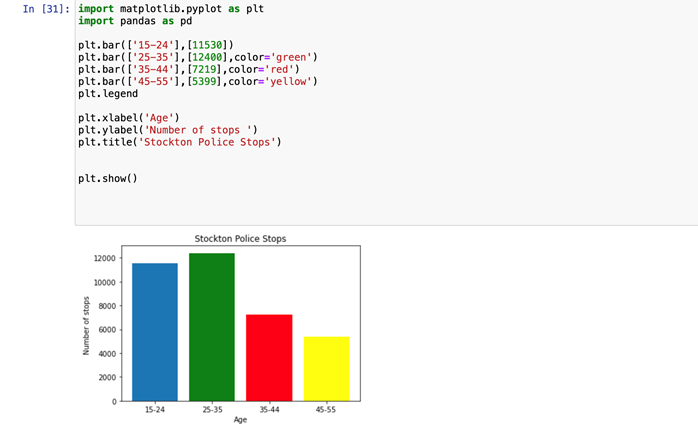 In [31]: import matplotlib.pyplot as plt
import pandas as pd
plt.bar(['15-24'],[11530])
plt.bar(['25-35'],[12400],color='green')
plt.bar(['35-44'],[7219],color='red')
plt.bar(['45-55'],[5399],color='yellow')
plt.legend
plt.xlabel('Age')
plt.ylabel('Number of stops ')
plt.title('Stockton Police Stops')
plt.show()
Stockton Police Stops
Number of stops
12000
10000
8000
6000
4000
2000
0
15-24 25-35 35-44 45-55
Age